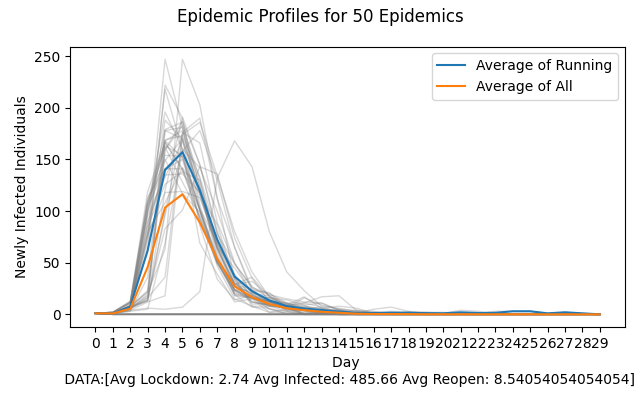 Epidemic Profiles for 50 Epidemics
250
200
150
100
50
0
Newly Infected Individuals
Average of Running
Average of All
0 1 2 3 4 5 6 7 8 9 10 11 12 13 14 15 16 17 18 19 20 21 22 23 24 25 26 27 28 29
Day
DATA:[Avg Lockdown: 2.74 Avg Infected: 485.66 Avg Reopen: 8.54054054054054]